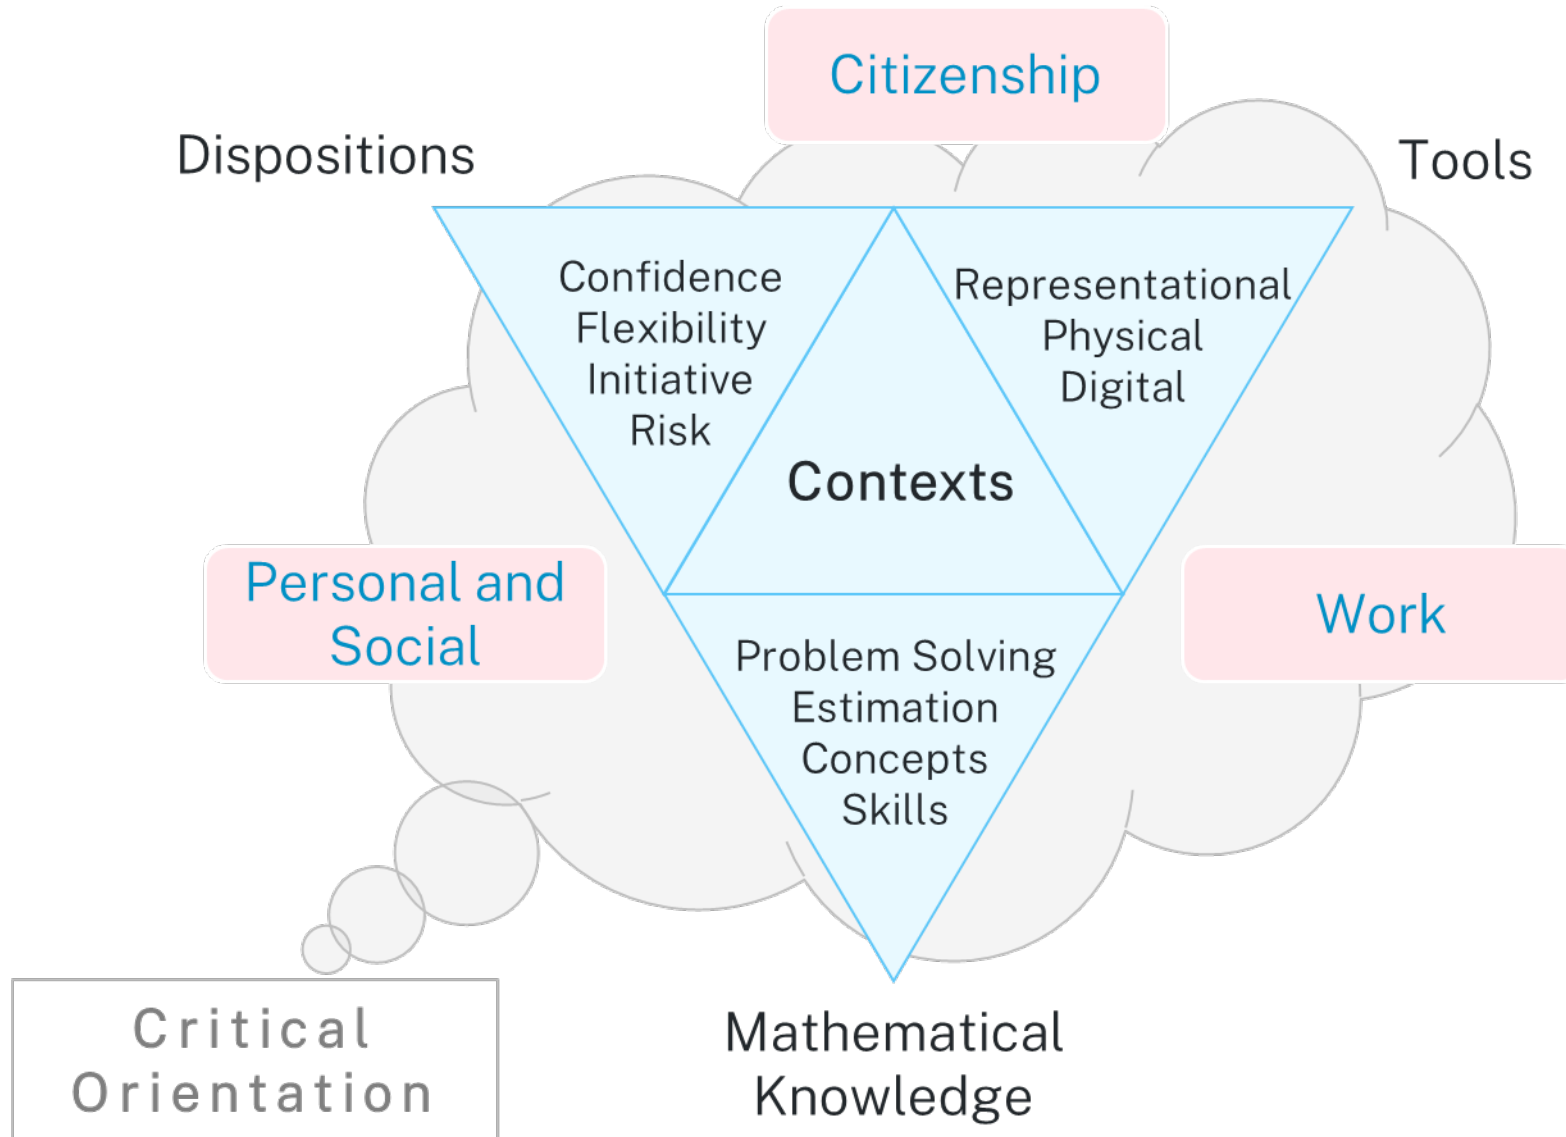 Citizenship
Dispositions
Tools
Confidence
Flexibility
Initiative
Risk
Representational
Physical
Digital
Contexts
Personal and
Social
Work
Problem Solving
Estimation
Concepts
Skills
Critical
Orientation
Mathematical
Knowledge